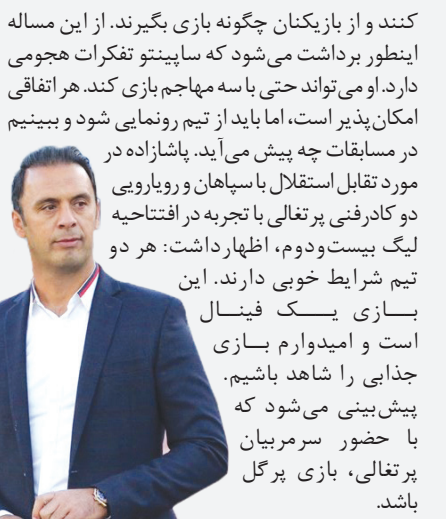 کنند و از بازیکنان چگونه بازی بگیرند. از این مساله
اینطور برداشت می‌شود که ساپینتو تفکرات هجومی
دارد. او می‌تواند حتی با سه مهاجم بازی کند. هر اتفاقی
امکان‌پذیر است، اما باید از تیم رونمایی شود و ببینیم
در مسابقات چه پیش می‌آید. پاشازاده در
مورد تقابل استقلال با سپاهان و رویارویی
دو کادرفنی پرتغالی با تجربه در افتتاحیه
لیگ بیست‌ودوم، اظهار داشت: هر دو
تیم شرایط خوبی دارند. این
بـــازی یـــک فینـــال
است و امیدوارم بـــازی
جذابی را شاهد باشیم.
پیش‌بینی می‌شود که
با حضور سرمربیان
پرتغالی، بازی پرگل
باشد.